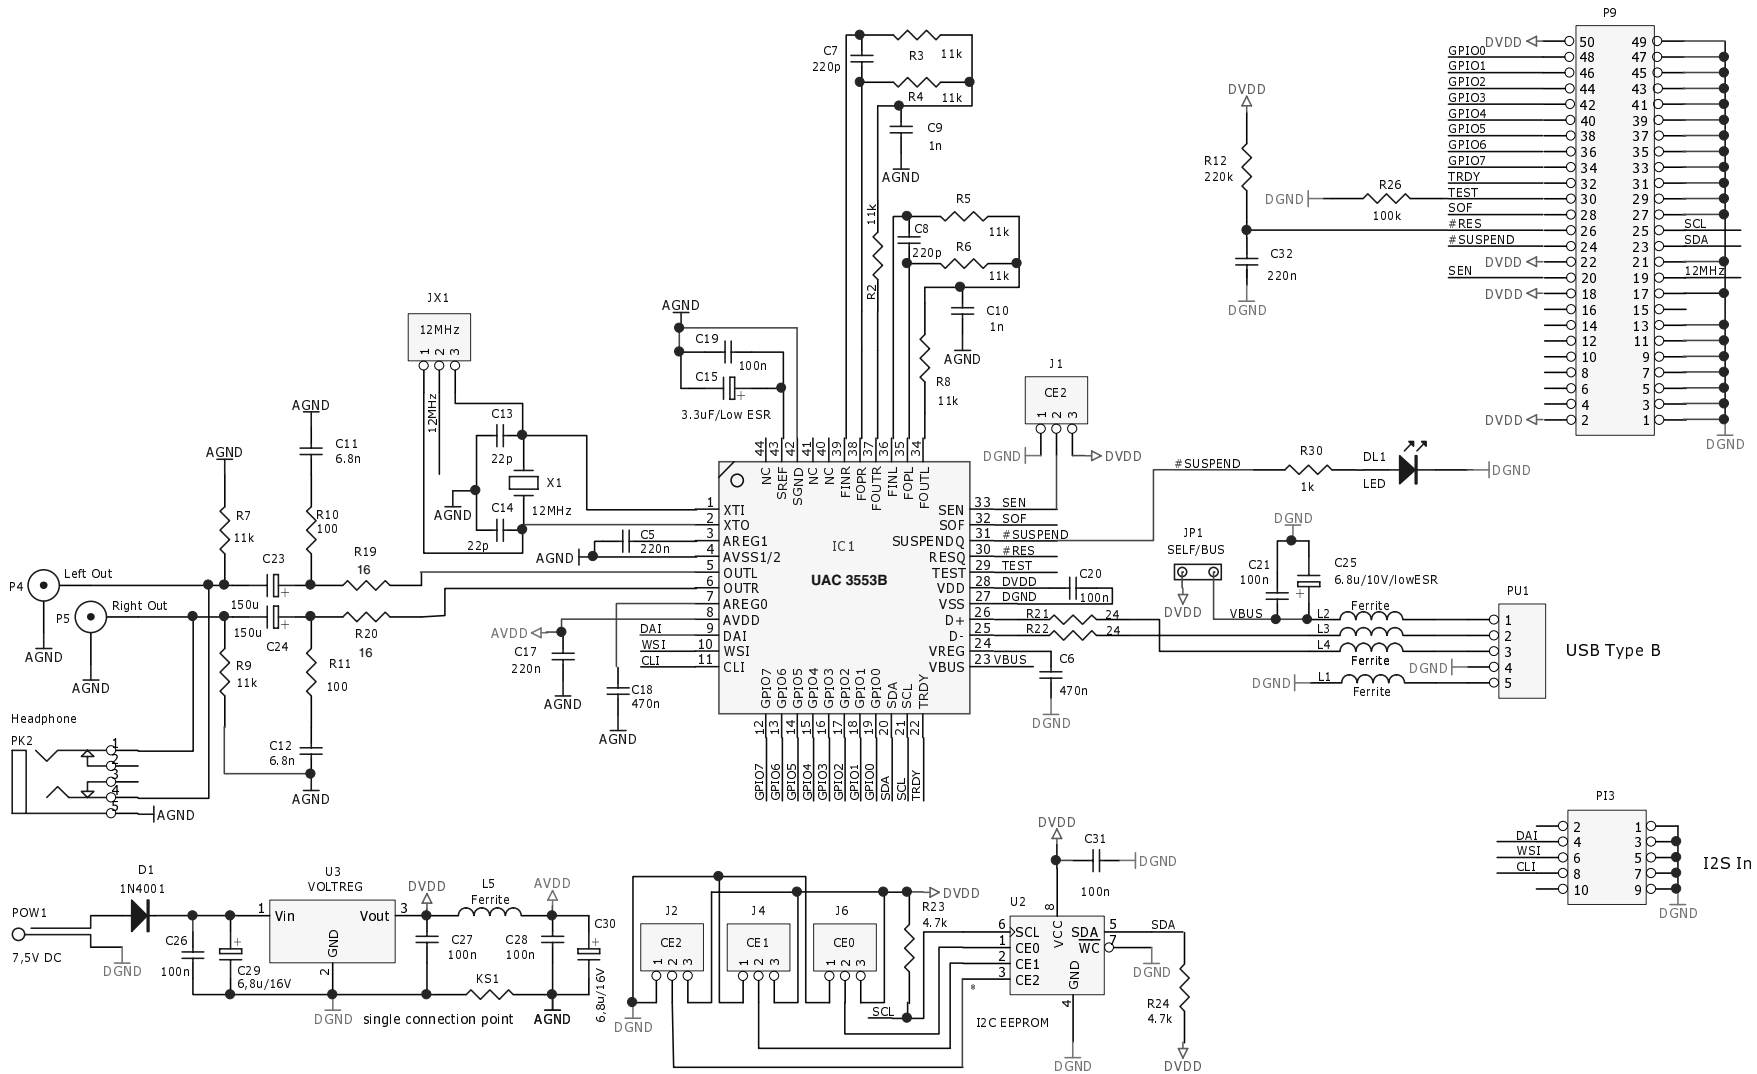 C7
220p
R3
11k
R4
11k
C9
1n
AGND
11k
R2
R5
11k
C8
220p
R6
11k
C10
1n
AGND
R8
11k
P9
DVDD
GPIO0
GPIO1
GPIO2
GPIO3
GPIO4
GPIO5
GPIO6
GPIO7
TRDY
TEST
SOF
#RES
#SUSPEND
DVDD
SEN
DVDD
DVDD
50 49
48 47
46 45
44 43
42 41
40 39
38 37
36 35
34 33
32 31
30 29
28 27
26 25 SCL
24 23 SDA
22 21
20 19 12MHz
18 17
16 15
14 13
12 11
10 9
8 7
6 5
4 3
2 1
DGND
DVDD
R12
220k
DGND
R26
100k
C32
220n
DGND
JX1
12MHz
1 2 3
12MHz
C13
22p
X1
12MHz
C14
22p
AGND
AGND
C19
100n
C15
3.3uF/Low ESR
+
J1
CE2
1 2 3
DGND
DVDD
#SUSPEND
R30
1k
DL1
LED
DGND
AGND
C11
6.8n
AGND
R7
11k
R10
100
C23
150u
+
R19
16
P4
Left Out
P5
Right Out
AGND
AGND
150u
C24
+
R20
16
R9
11k
R11
100
C12
6.8n
AGND
Headphone
PK2
1
2
3
4
5
AGND
C5
220n
AGND
AVDD
C17
220n
AGND
C18
470n
AGND
DAI
WSI
CLI
IC1
UAC 3553B
44 43 42 41 40 39 38 37 36 35 34
NC
SREF
SGND
NC
NC
FINR
FOPR
FOUTR
FINL
FOPL
FOUTL
1 XTI
2 XTO
3 AREG1
4 AVSS1/2
5 OUTL
6 OUTR
7 AREG0
8 AVDD
9 DAI
10 WSI
11 CLI
SEN 33 SEN
SOF 32 SOF
SUSPENDQ 31 #SUSPEND
RESQ 30 #RES
TEST 29 TEST
VDD 28 DVDD
VSS 27 DGND
D+ 26
D- 25
VREG 24
VBUS 23 VBUS
GPIO7
GPIO6
GPIO5
GPIO4
GPIO3
GPIO2
GPIO1
GPIO0
SDA
SCL
TRDY
12 13 14 15 16 17 18 19 20 21 22
GPIO7
GPIO6
GPIO5
GPIO4
GPIO3
GPIO2
GPIO1
GPIO0
SDA
SCL
TRDY
C20
100n
R21 24
R22 24
C6
470n
DGND
JP1
SELF/BUS
DVDD
VBUS
DGND
C21
100n
C25
6.8u/10V/lowESR
+
L2 Ferrite
L3
L4 Ferrite
L1 Ferrite
DGND
DGND
PU1
1
2
3
4
5
USB Type B
PI3
2 1
DAI 4 3
WSI 6 5
CLI 8 7
10 9
DGND
I2S In
D1
1N4001
POW1
7,5V DC
DGND
C26
100n
C29
6,8u/16V
+
U3
VOLTREG
1 Vin
Vout 3
GND
2
DGND
DVDD
L5
Ferrite
AVDD
C27
100n
C28
100n
C30
6,8u/16V
+
KS1
single connection point
AGND
J2
CE2
1 2 3
J4
CE1
1 2 3
J6
CE0
1 2 3
DGND
DVDD
R23
4.7k
SCL
DVDD
C31
100n
DGND
U2
8
VCC
6 SCL
1 CE0
2 CE1
3 CE2
SDA 5 SDA
WC 7
GND
4
*
I2C EEPROM
DGND
DGND
R24
4.7k
DVDD